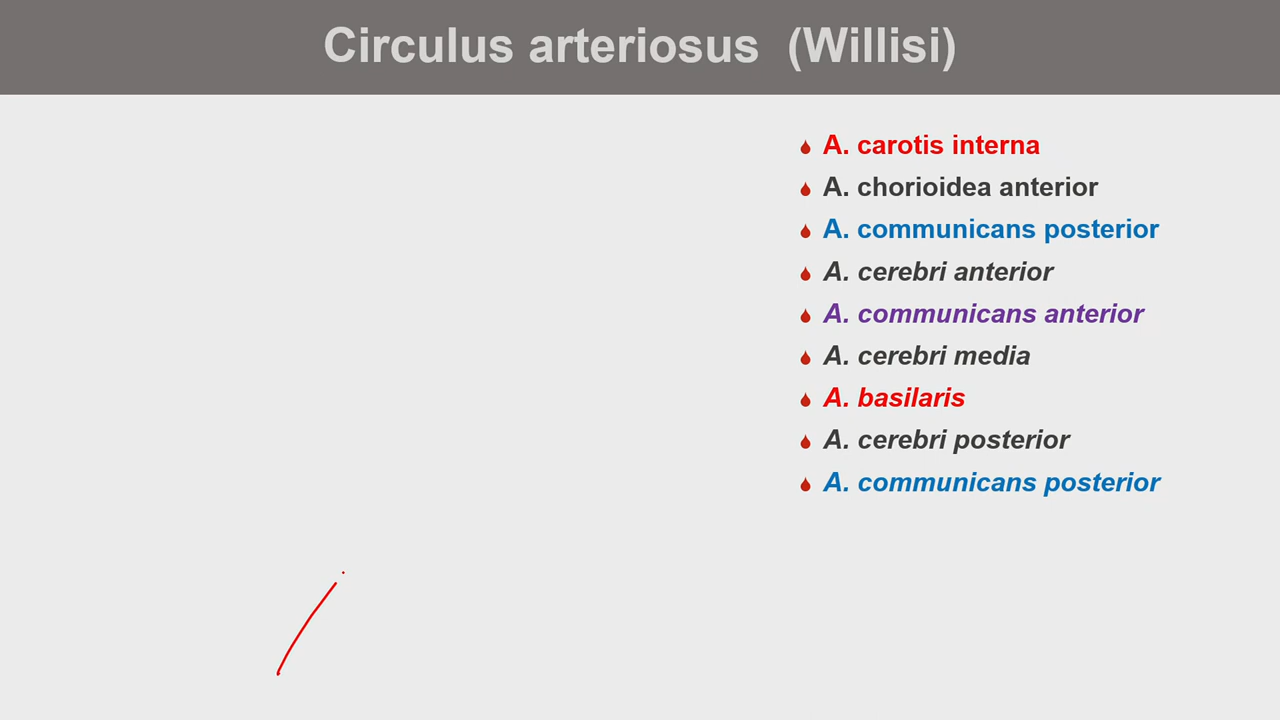 Circulus arteriosus (Willisi)
A. carotis interna
A. chorioidea anterior
A. communicans posterior
A. cerebri anterior
A. communicans anterior
A. cerebri media
A. basilaris
A. cerebri posterior
A. communicans posterior